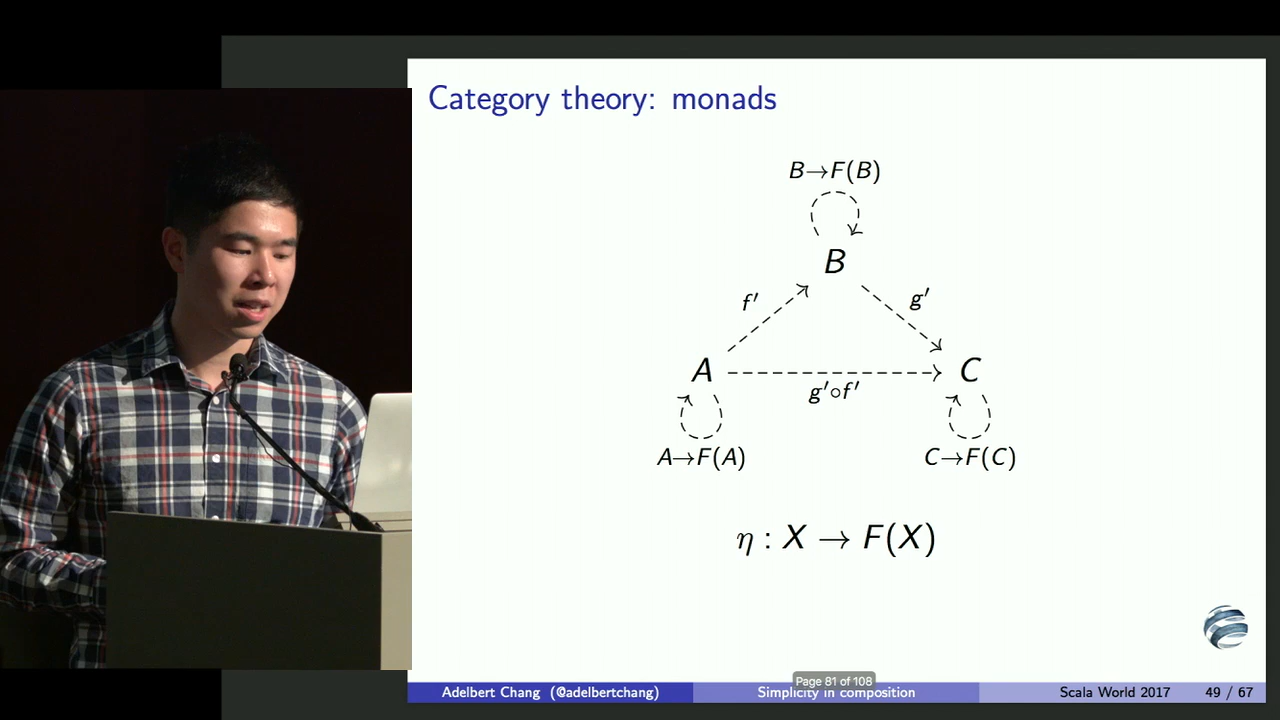 Category theory: monads
B→F(B)
B
f′
g′
A
C
g′∘f′
A→F(A)
C→F(C)
η : X → F(X)
Page 81 of 108
Adelbert Chang (@adelbertchang)
Simplicity in composition
Scala World 2017
49 / 67